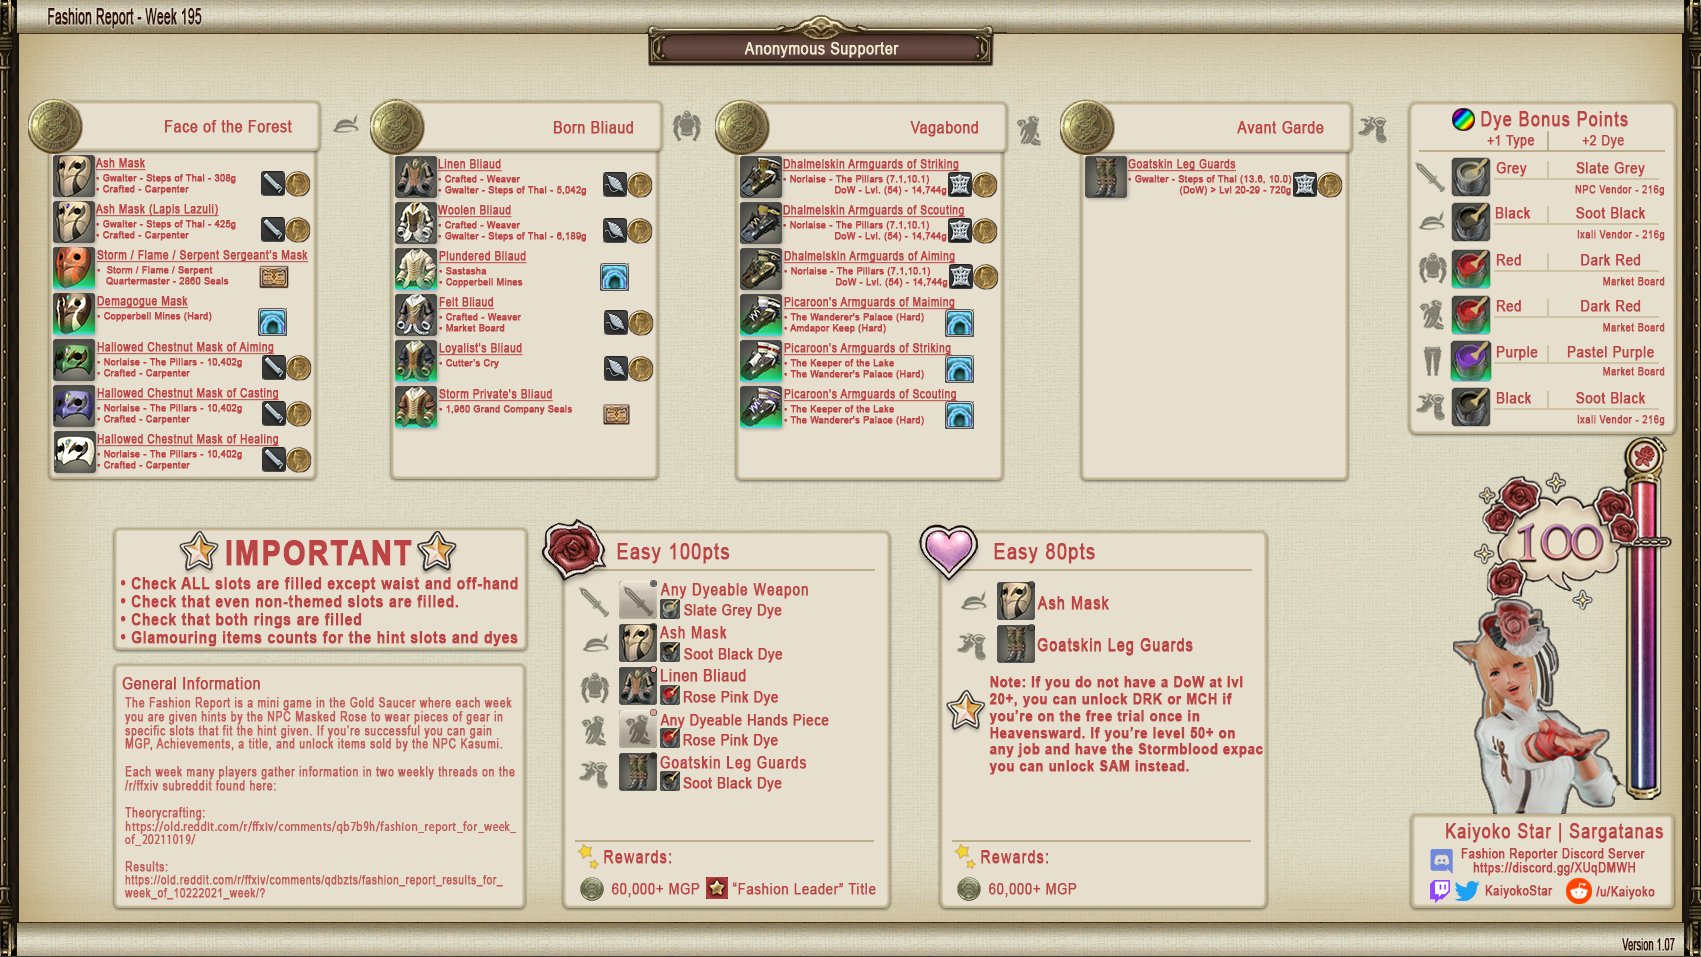 Fashion Report - Week 195
Anonymous Supporter
Face of the Forest
Ash Mask
• Gwalter - Steps of Thal - 308g
• Crafted - Carpenter
Ash Mask (Lapis Lazuli)
• Gwalter - Steps of Thal - 425g
• Crafted - Carpenter
Storm / Flame / Serpent Sergeant's Mask
• Storm / Flame / Serpent
Quartermaster - 2860 Seals
Demagogue Mask
• Copperbell Mines (Hard)
Hallowed Chestnut Mask of Aiming
• Norlaise - The Pillars - 10,402g
• Crafted - Carpenter
Hallowed Chestnut Mask of Casting
• Norlaise - The Pillars - 10,402g
• Crafted - Carpenter
Hallowed Chestnut Mask of Healing
• Norlaise - The Pillars - 10,402g
• Crafted - Carpenter
Born Bliaud
Linen Bliaud
• Crafted - Weaver
• Gwalter - Steps of Thal - 5,042g
Woolen Bliaud
• Crafted - Weaver
• Gwalter - Steps of Thal - 6,189g
Plundered Bliaud
• Sastasha
• Copperbell Mines
Felt Bliaud
• Crafted - Weaver
• Market Board
Loyalist's Bliaud
• Cutter's Cry
Storm Private's Bliaud
• 1,960 Grand Company Seals
Vagabond
Dhalmelskin Armguards of Striking
• Norlaise - The Pillars (7.1,10.1)
DoW - Lvl. (54) - 14,744g
Dhalmelskin Armguards of Scouting
• Norlaise - The Pillars (7.1,10.1)
DoW - Lvl. (54) - 14,744g
Dhalmelskin Armguards of Aiming
• Norlaise - The Pillars (7.1,10.1)
DoW - Lvl. (54) - 14,744g
Picaroon's Armguards of Maiming
• The Wanderer's Palace (Hard)
• Amdapor Keep (Hard)
Picaroon's Armguards of Striking
• The Keeper of the Lake
• The Wanderer's Palace (Hard)
Picaroon's Armguards of Scouting
• The Keeper of the Lake
• The Wanderer's Palace (Hard)
Avant Garde
Goatskin Leg Guards
• Gwalter - Steps of Thal (13.6, 10.0)
(DoW) > Lvl 20-29 - 720g
Dye Bonus Points
+1 Type | +2 Dye
Grey | Slate Grey
NPC Vendor - 216g
Black | Soot Black
Ixali Vendor - 216g
Red | Dark Red
Market Board
Red | Dark Red
Market Board
Purple | Pastel Purple
Market Board
Black | Soot Black
Ixali Vendor - 216g
IMPORTANT
• Check ALL slots are filled except waist and off-hand
• Check that even non-themed slots are filled.
• Check that both rings are filled
• Glamouring items counts for the hint slots and dyes
General Information
The Fashion Report is a mini game in the Gold Saucer where each week
you are given hints by the NPC Masked Rose to wear pieces of gear in
specific slots that fit the hint given. If you're successful you can gain
MGP, Achievements, a title, and unlock items sold by the NPC Kasumi.
Each week many players gather information in two weekly threads on the
/r/ffxiv subreddit found here:
Theorycrafting:
https://old.reddit.com/r/ffxiv/comments/qb7b9h/fashion_report_for_week_
of_20211019/
Results:
https://old.reddit.com/r/ffxiv/comments/qdbzts/fashion_report_results_for_
week_of_10222021_week/?
Easy 100pts
Any Dyeable Weapon
Slate Grey Dye
Ash Mask
Soot Black Dye
Linen Bliaud
Rose Pink Dye
Any Dyeable Hands Piece
Rose Pink Dye
Goatskin Leg Guards
Soot Black Dye
Rewards:
60,000+ MGP "Fashion Leader" Title
Easy 80pts
Ash Mask
Goatskin Leg Guards
Note: If you do not have a DoW at lvl
20+, you can unlock DRK or MCH if
you're on the free trial once in
Heavensward. If you're level 50+ on
any job and have the Stormblood expac
you can unlock SAM instead.
Rewards:
60,000+ MGP
100
Kaiyoko Star | Sargatanas
Fashion Reporter Discord Server
https://discord.gg/XUqDMWH
KaiyokoStar /u/Kaiyoko
Version 1.07